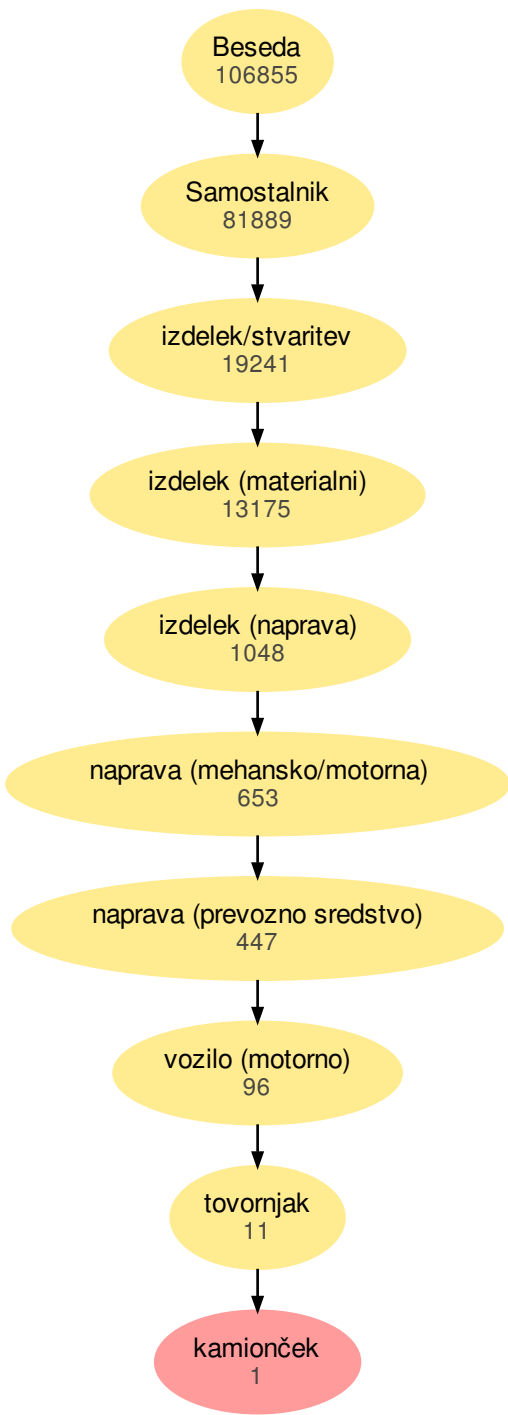 Beseda
106855
Samostalnik
81889
izdelek/stvaritev
19241
izdelek (materialni)
13175
izdelek (naprava)
1048
naprava (mehansko/motorna)
653
naprava (prevozno sredstvo)
447
vozilo (motorno)
96
tovornjak
11
kamionček
1